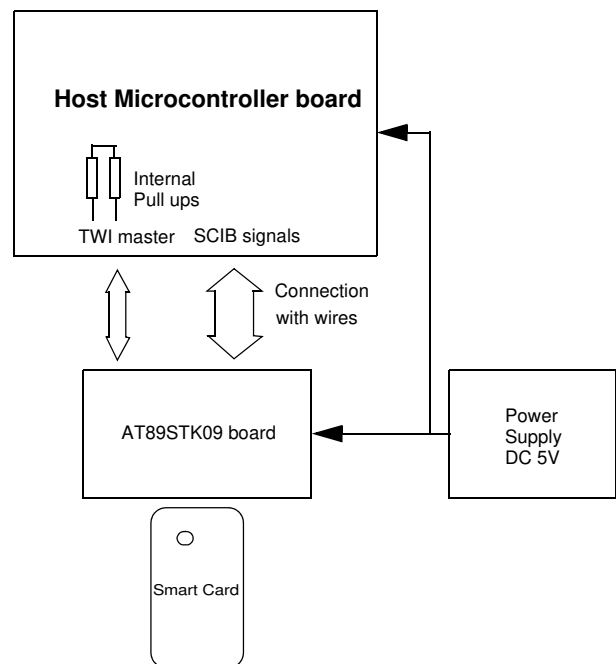 Host Microcontroller board
Internal
Pull ups
TWI master
SCIB signals
Connection
with wires
AT89STK09 board
Power
Supply
DC 5V
Smart Card